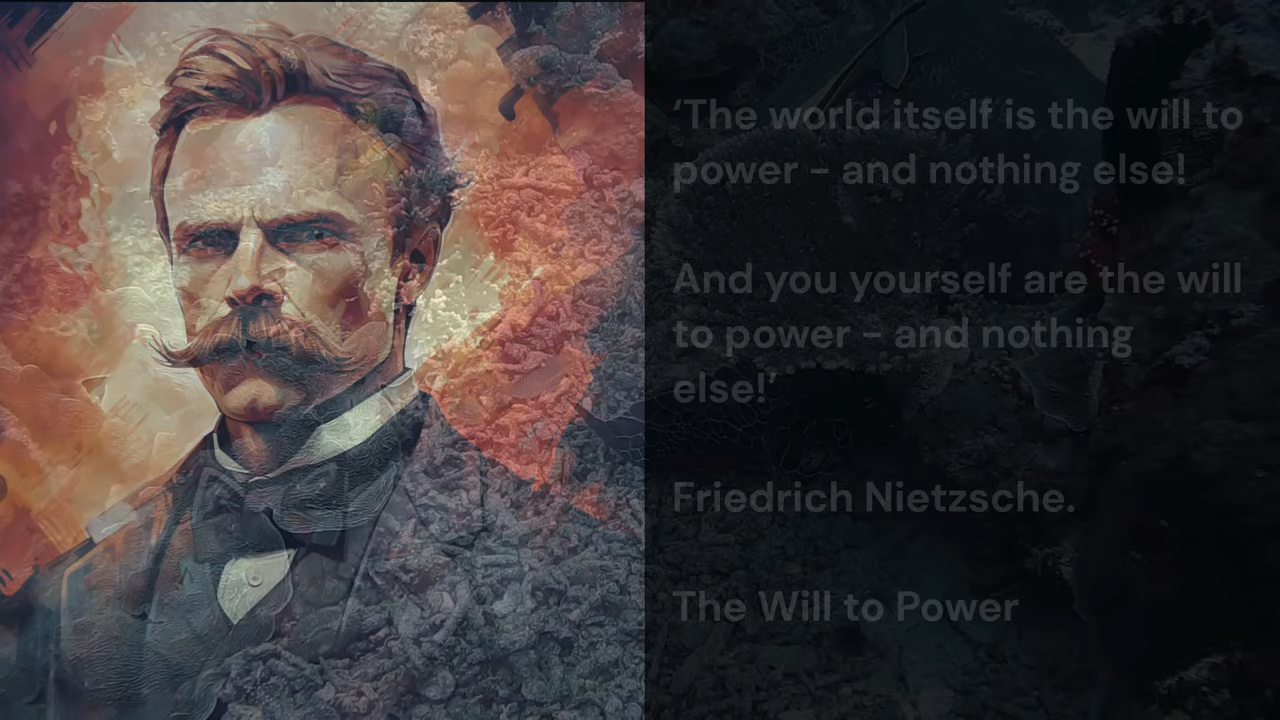 ‘The world itself is the will to
power – and nothing else!
And you yourself are the will
to power – and nothing
else!’
Friedrich Nietzsche.
The Will to Power